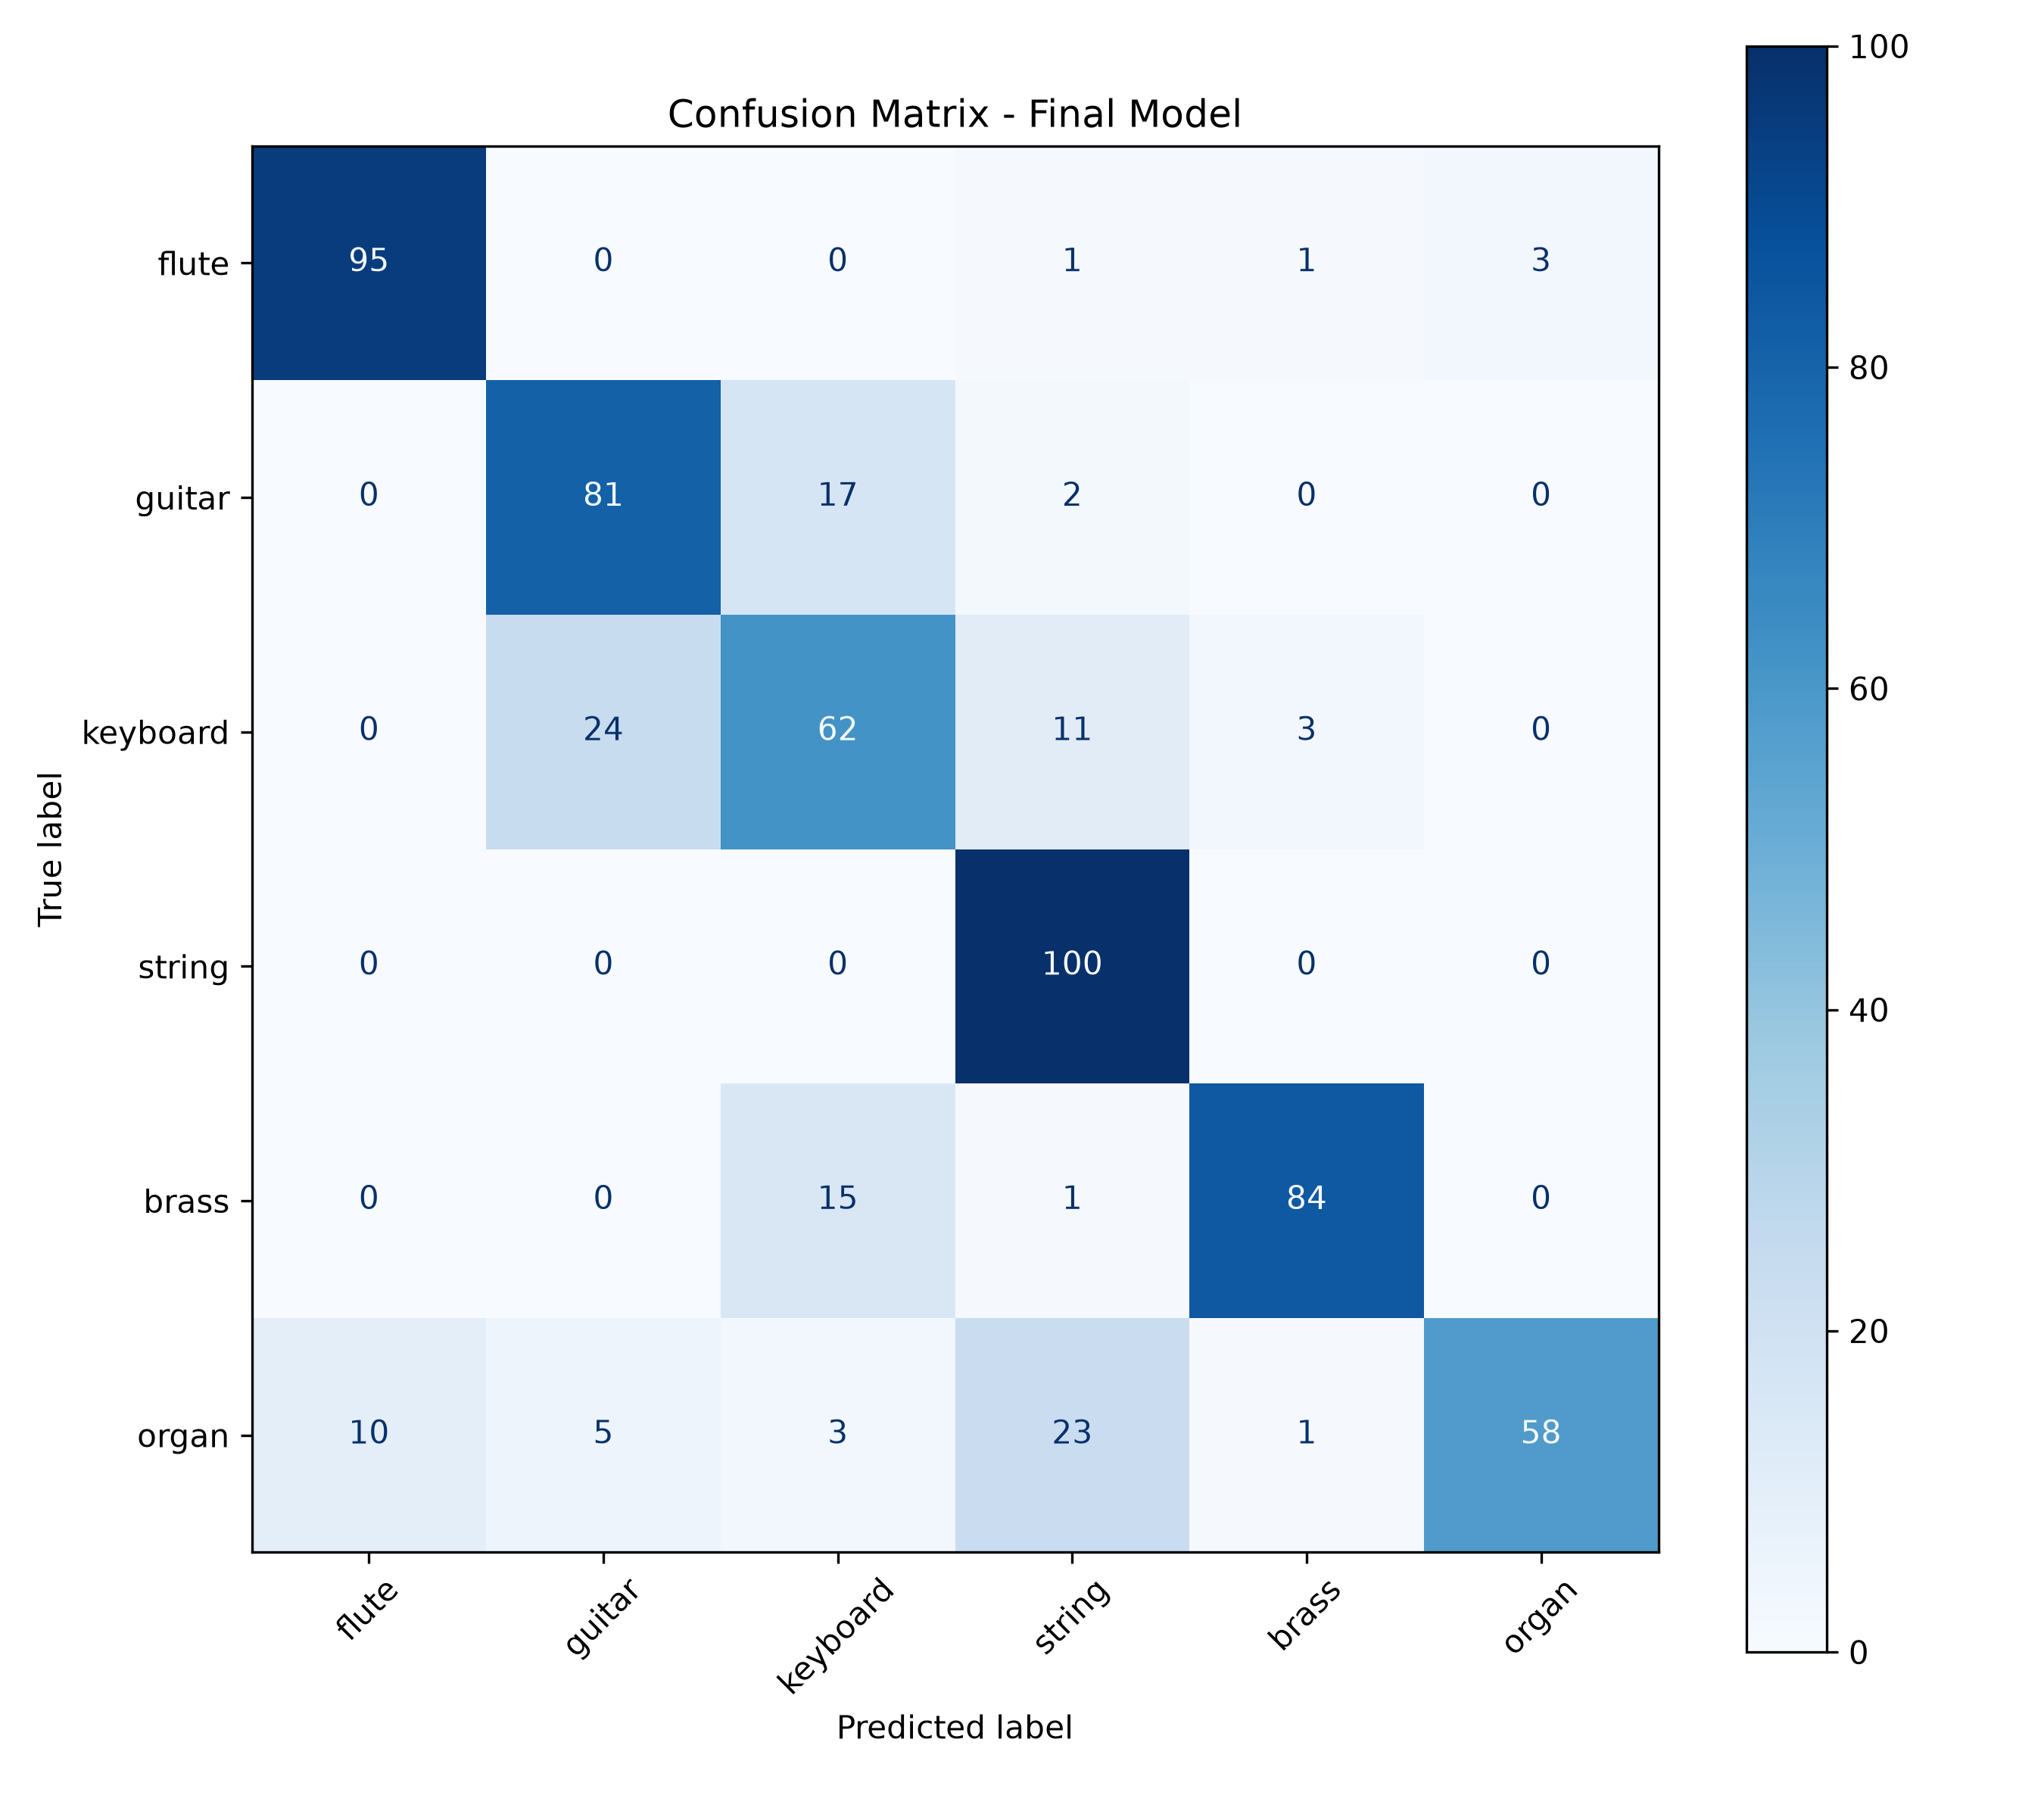 Confusion Matrix - Final Model
flute 95 0 0 1 1 3
guitar 0 81 17 2 0 0
keyboard 0 24 62 11 3 0
string 0 0 0 100 0 0
brass 0 0 15 1 84 0
organ 10 5 3 23 1 58
flute guitar keyboard string brass organ
True label
Predicted label
100
80
60
40
20
0